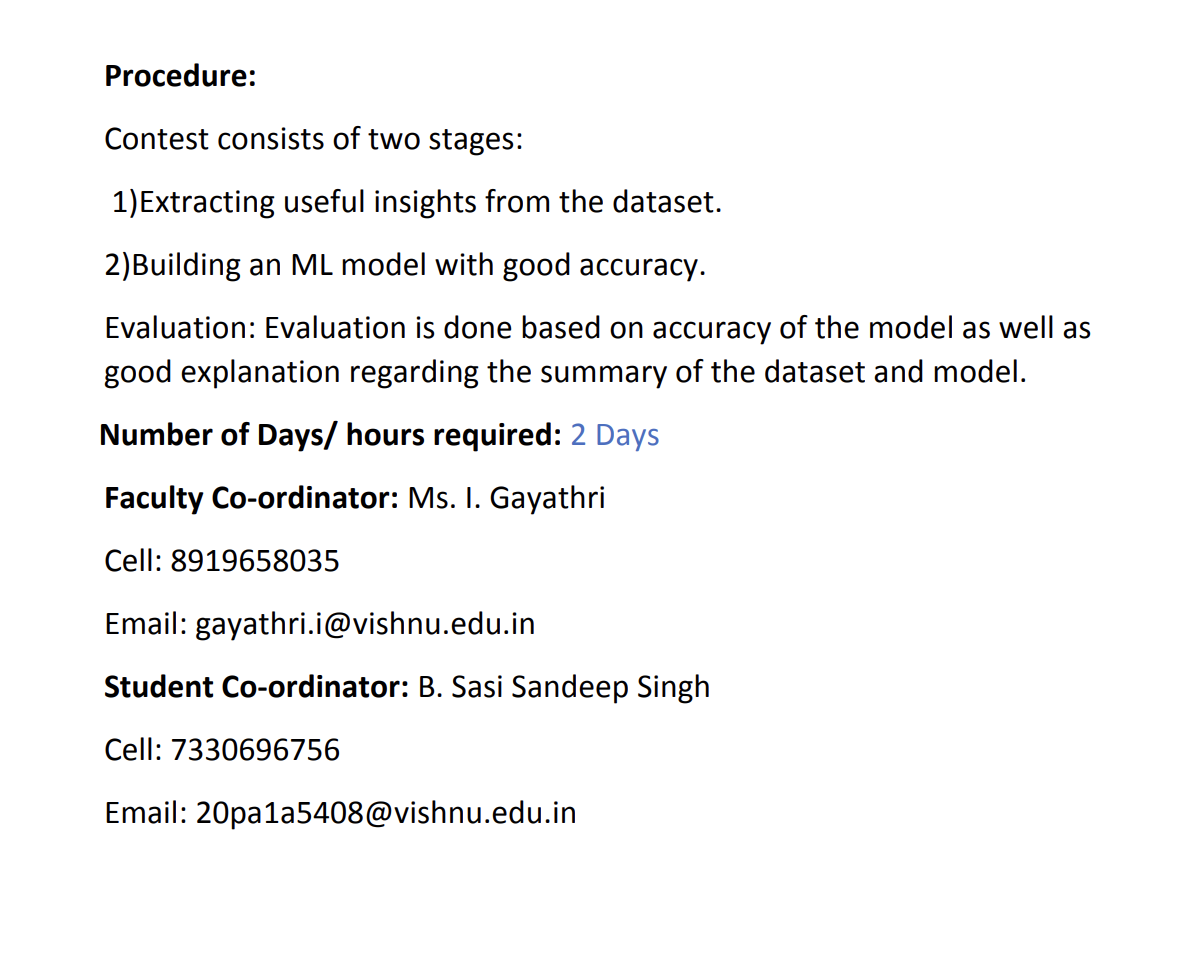 Procedure:
Contest consists of two stages:
1)Extracting useful insights from the dataset.
2)Building an ML model with good accuracy.
Evaluation: Evaluation is done based on accuracy of the model as well as
good explanation regarding the summary of the dataset and model.
Number of Days/ hours required: 2 Days
Faculty Co-ordinator: Ms. I. Gayathri
Cell: 8919658035
Email: gayathri.i@vishnu.edu.in
Student Co-ordinator: B. Sasi Sandeep Singh
Cell: 7330696756
Email: 20pa1a5408@vishnu.edu.in